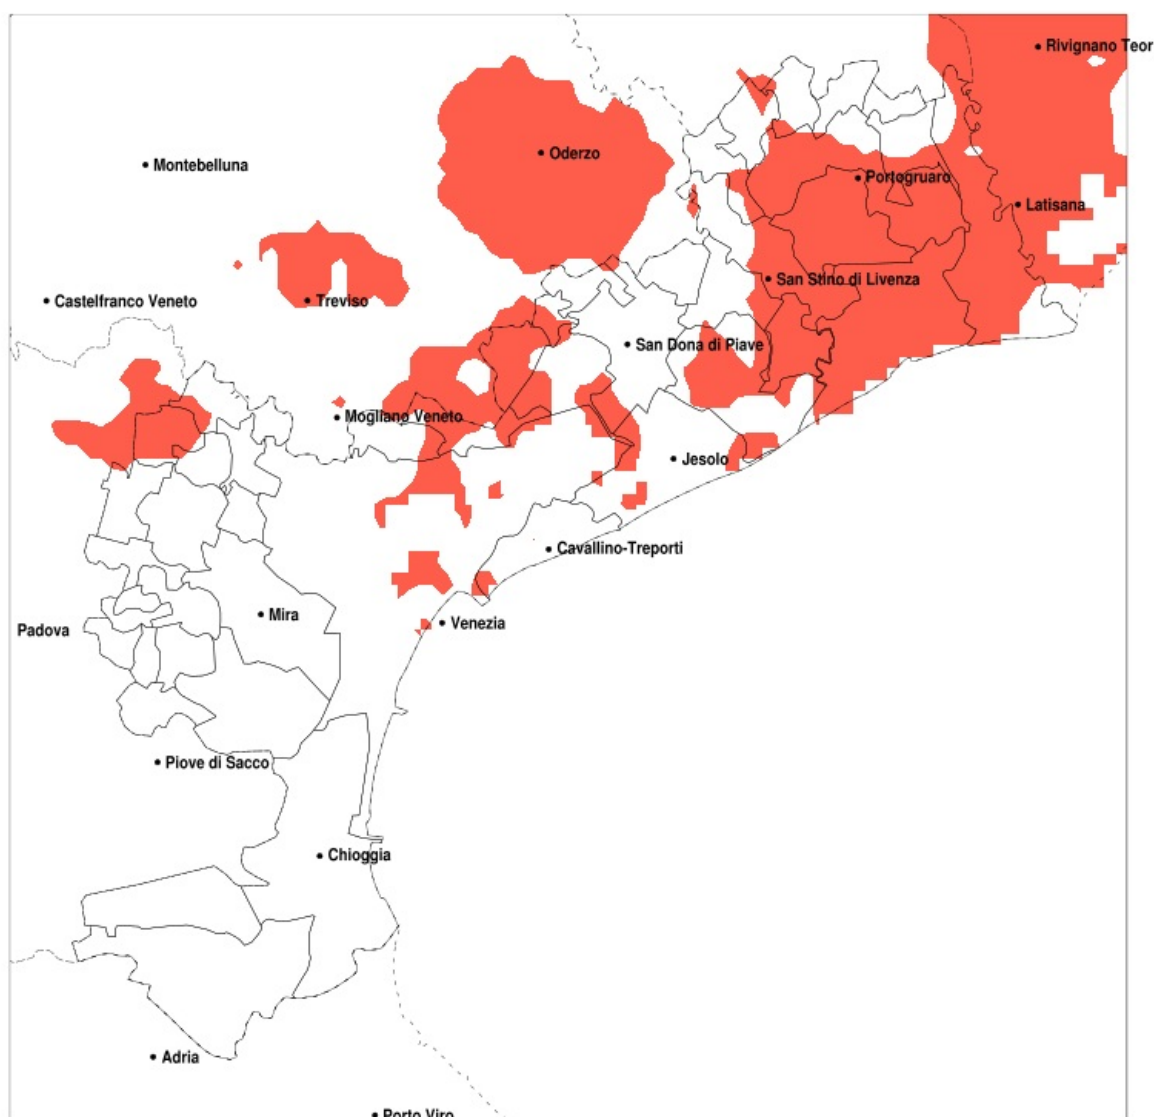 Rivignano Teor
Oderzo
Montebelluna
Portogruaro
Latisana
San Stino di Livenza
Castelfranco Veneto
Treviso
San Dona di Piave
Mogliano Veneto
Jesolo
Cavallino-Treporti
Mira
Venezia
Padova
Piove di Sacco
Chioggia
Adria
Porto Viro